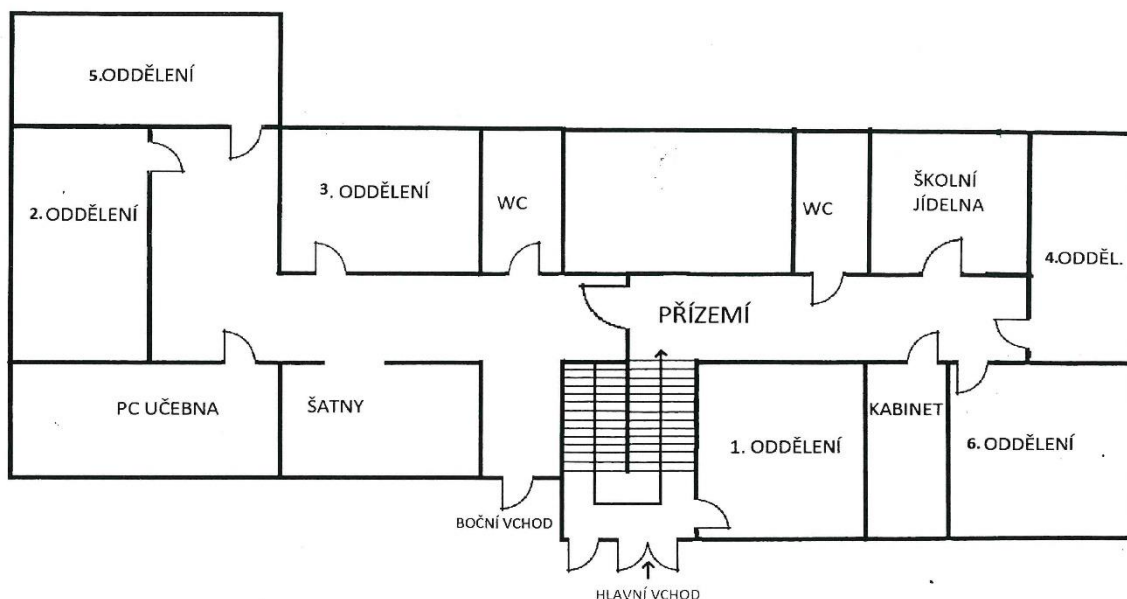 5.ODDĚLENÍ
2.ODDĚLENÍ
3. ODDĚLENÍ
WC
WC
ŠKOLNÍ
JÍDELNA
4.ODDĚL.
PŘÍZEMÍ
PC UČEBNA
ŠATNY
1. ODDĚLENÍ
KABINET
6. ODDĚLENÍ
BOČNÍ VCHOD
HLAVNÍ VCHOD